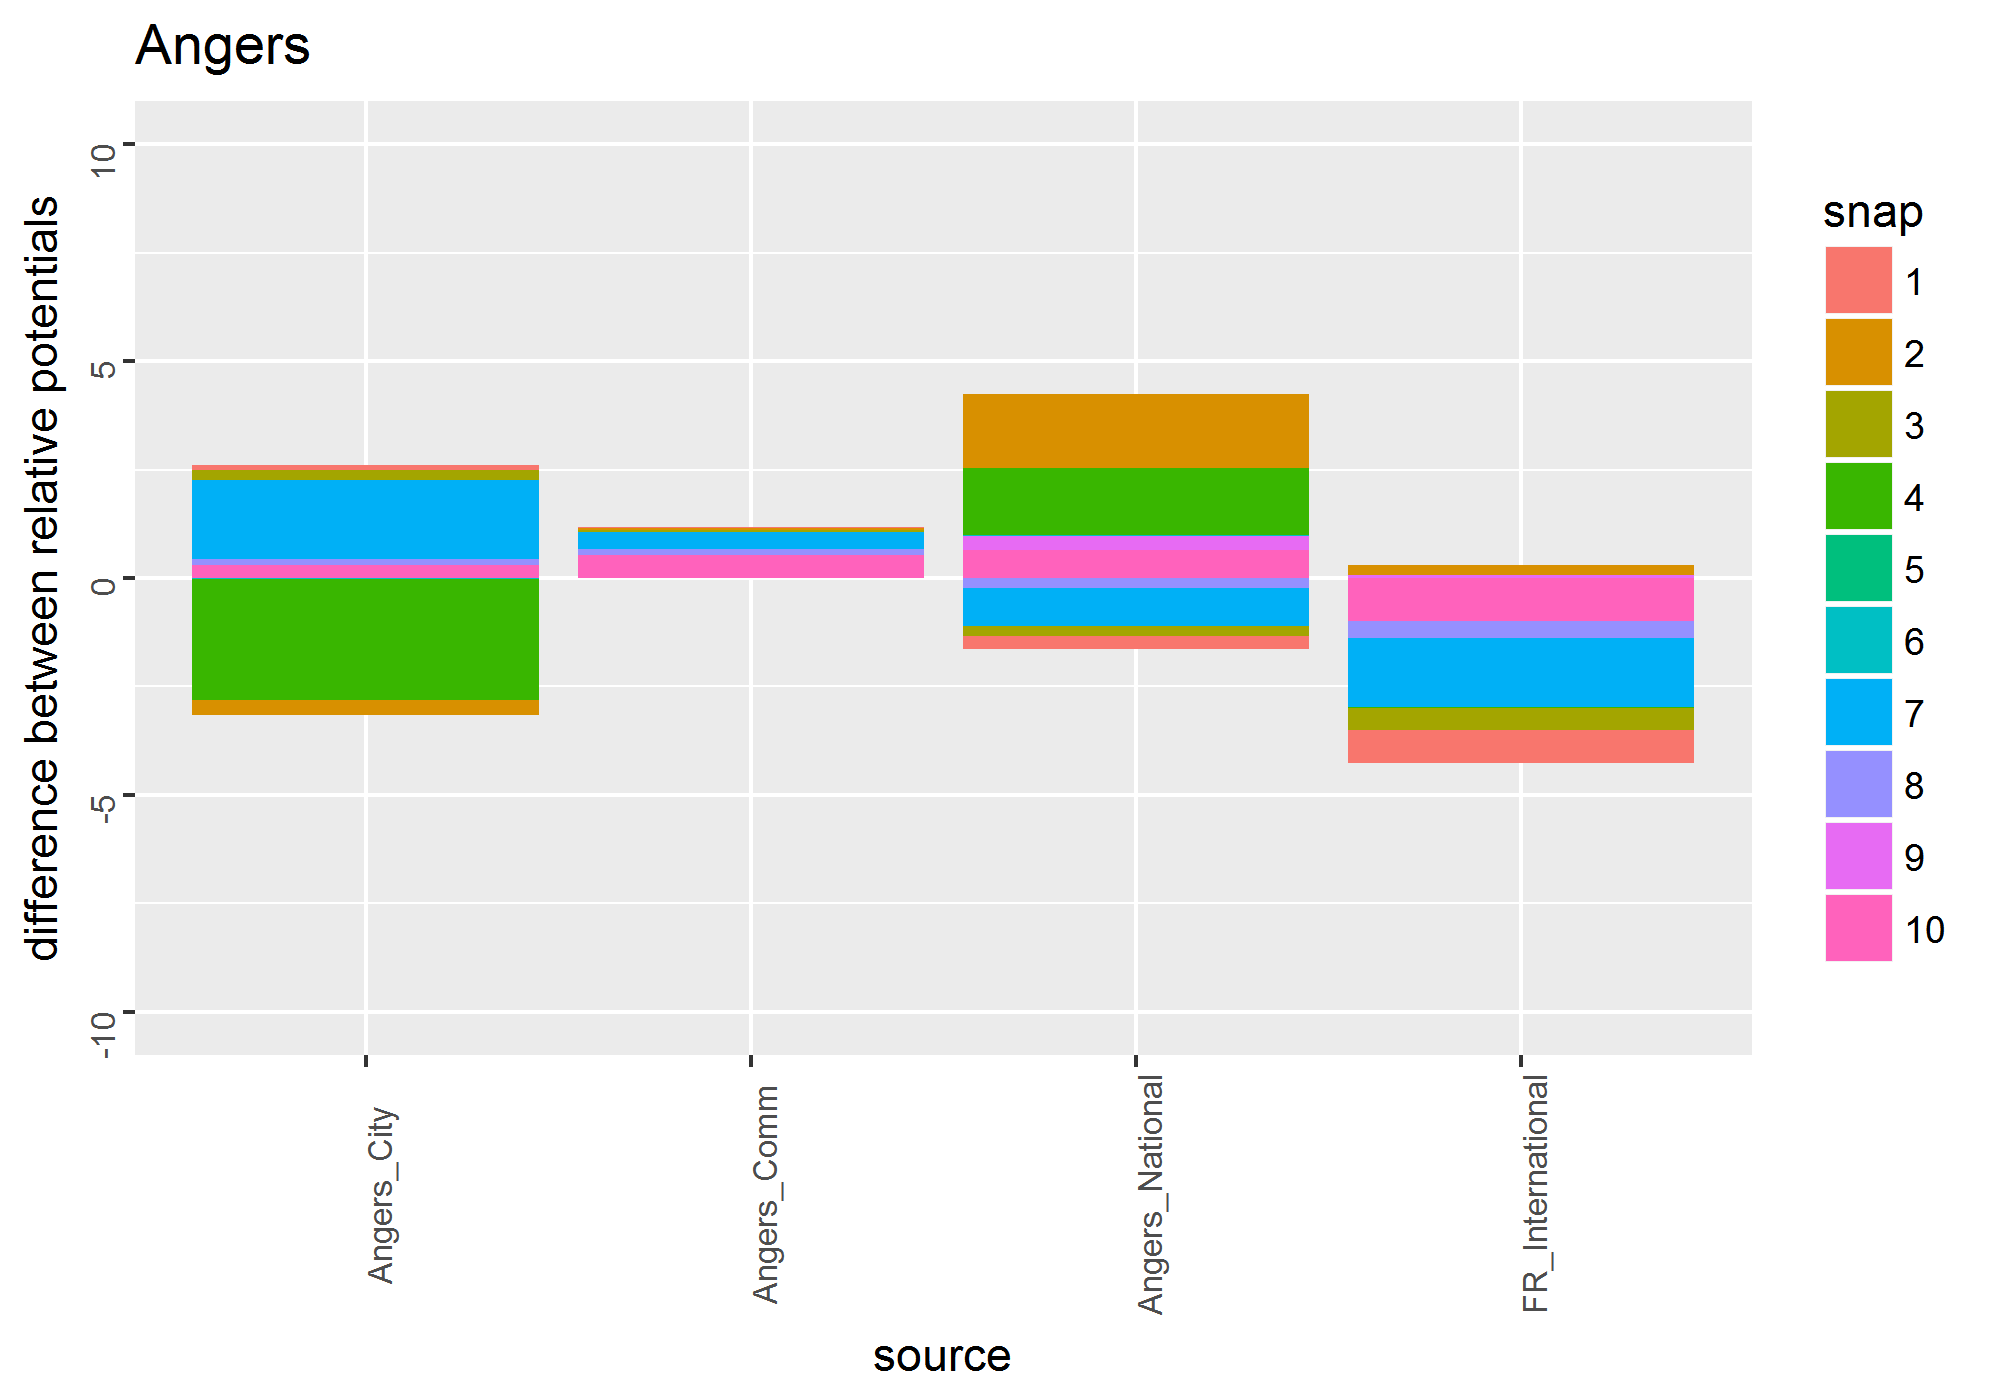 Angers
difference between relative potentials
10
5
0
-5
-10
Angers_City
Angers_Comm
Angers_National
FR_International
source
snap
1
2
3
4
5
6
7
8
9
10